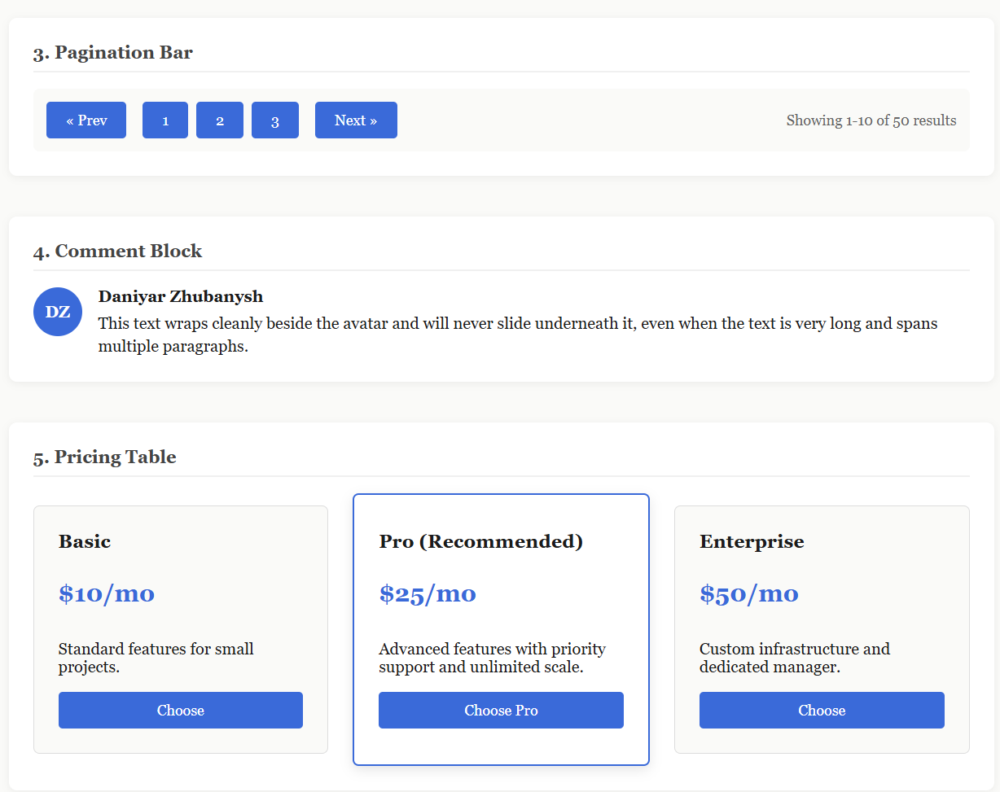 3. Pagination Bar
« Prev 1 2 3 Next » Showing 1-10 of 50 results
4. Comment Block
DZ
Daniyar Zhubanysh
This text wraps cleanly beside the avatar and will never slide underneath it, even when the text is very long and spans
multiple paragraphs.
5. Pricing Table
Basic
$10/mo
Standard features for small
projects.
Choose
Pro (Recommended)
$25/mo
Advanced features with priority
support and unlimited scale.
Choose Pro
Enterprise
$50/mo
Custom infrastructure and
dedicated manager.
Choose